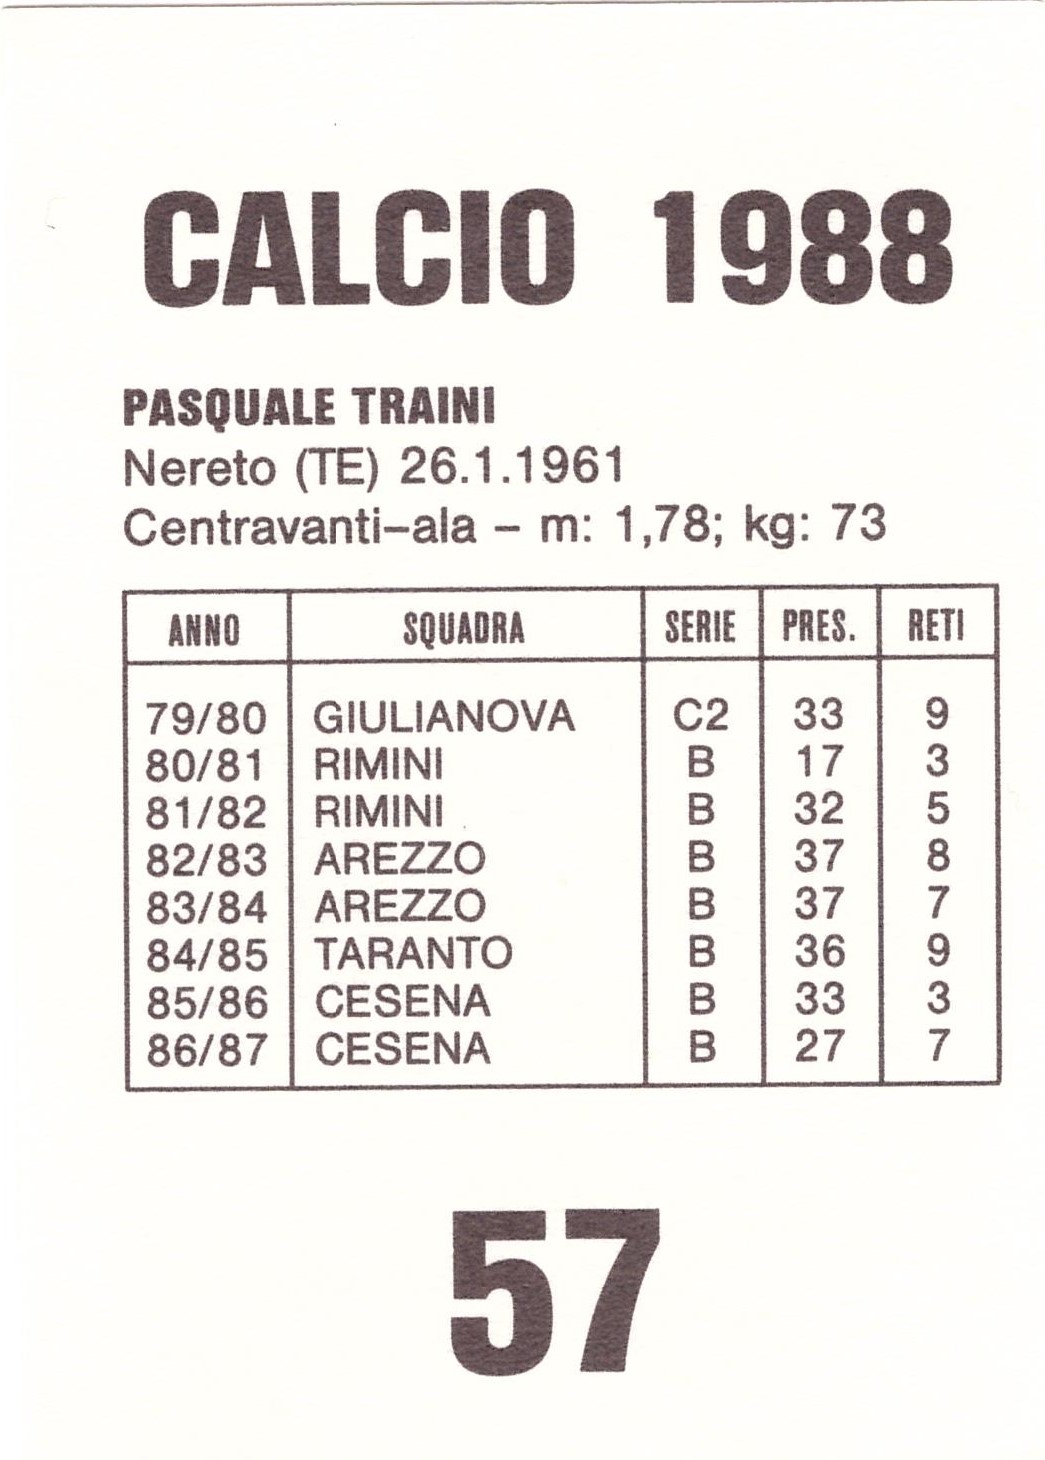 CALCIO 1988
PASQUALE TRAINI
Nereto (TE) 26.1.1961
Centravanti–ala – m: 1,78; kg: 73
ANNO SQUADRA SERIE PRES. RETI
79/80 GIULIANOVA C2 33 9
80/81 RIMINI B 17 3
81/82 RIMINI B 32 5
82/83 AREZZO B 37 8
83/84 AREZZO B 37 7
84/85 TARANTO B 36 9
85/86 CESENA B 33 3
86/87 CESENA B 27 7
57